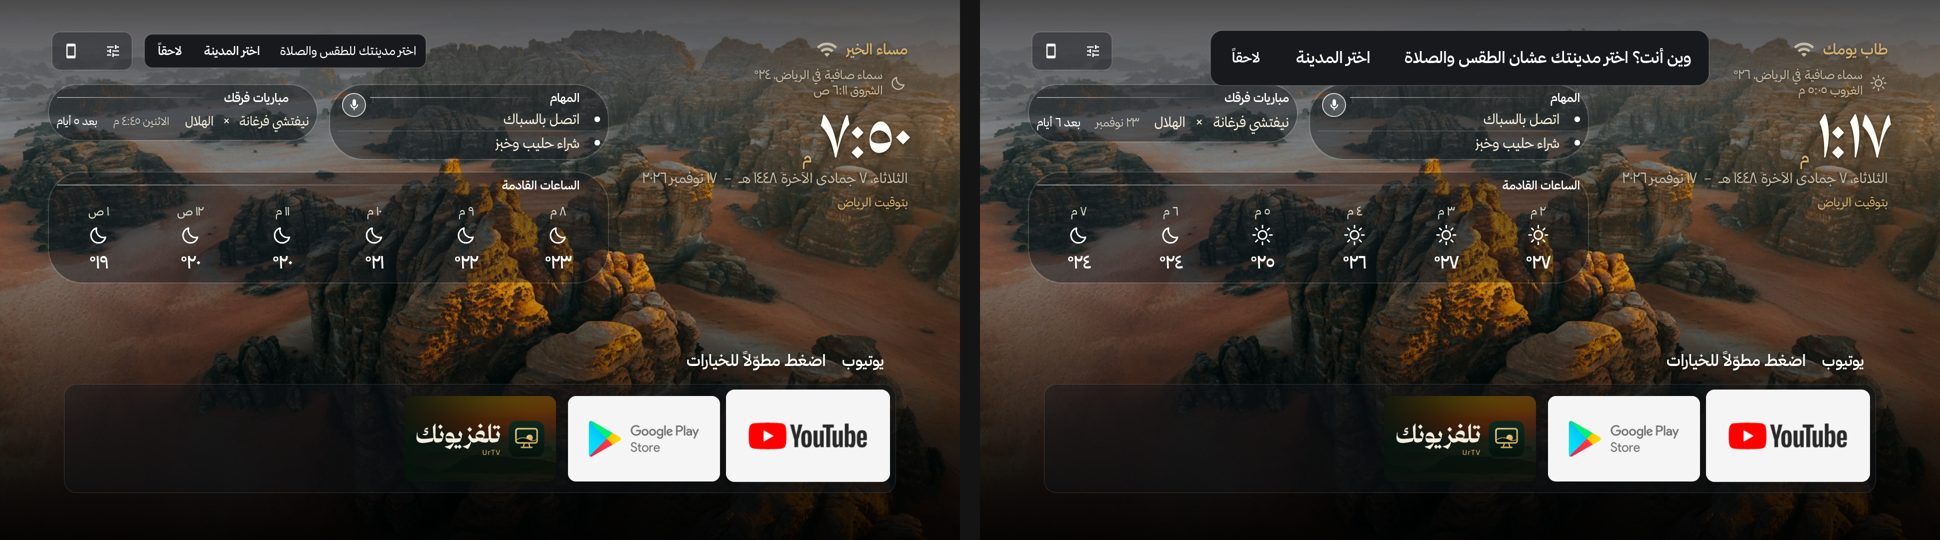 مساء الخير
سماء صافية في الرياض، ٢٤°
الشروق ٦:١١ ص
٧:٥٠ م
الثلاثاء، ٧ جمادى الآخرة ١٤٤٨ هـ – ١٧ نوفمبر ٢٠٢٦
بتوقيت الرياض
اختر مدينتك للطقس والصلاة اختر المدينة لاحقاً
المهام
اتصل بالسباك
شراء حليب وخبز
مباريات فرقك
نيفتشي فرغانة × الهلال الاثنين ٤:٤٥ م بعد ٥ أيام
الساعات القادمة
٨ م ٩ م ١٠ م ١١ م ١٢ ص ١ ص
٢٣° ٢٢° ٢١° ٢٠° ٢٠° ١٩°
يوتيوب اضغط مطوّلاً للخيارات
YouTube
Google Play
Store
تلفزيونك
UrTV
طاب يومك
سماء صافية في الرياض، ٢٦°
الغروب ٥:٠٥ م
١:١٧ م
الثلاثاء، ٧ جمادى الآخرة ١٤٤٨ هـ – ١٧ نوفمبر ٢٠٢٦
بتوقيت الرياض
وين أنت؟ اختر مدينتك عشان الطقس والصلاة اختر المدينة لاحقاً
المهام
اتصل بالسباك
شراء حليب وخبز
مباريات فرقك
نيفتشي فرغانة × الهلال ٢٣ نوفمبر بعد ٦ أيام
الساعات القادمة
٢ م ٣ م ٤ م ٥ م ٦ م ٧ م
٢٧° ٢٧° ٢٦° ٢٥° ٢٤° ٢٤°
يوتيوب اضغط مطوّلاً للخيارات
YouTube
Google Play
Store
تلفزيونك
UrTV